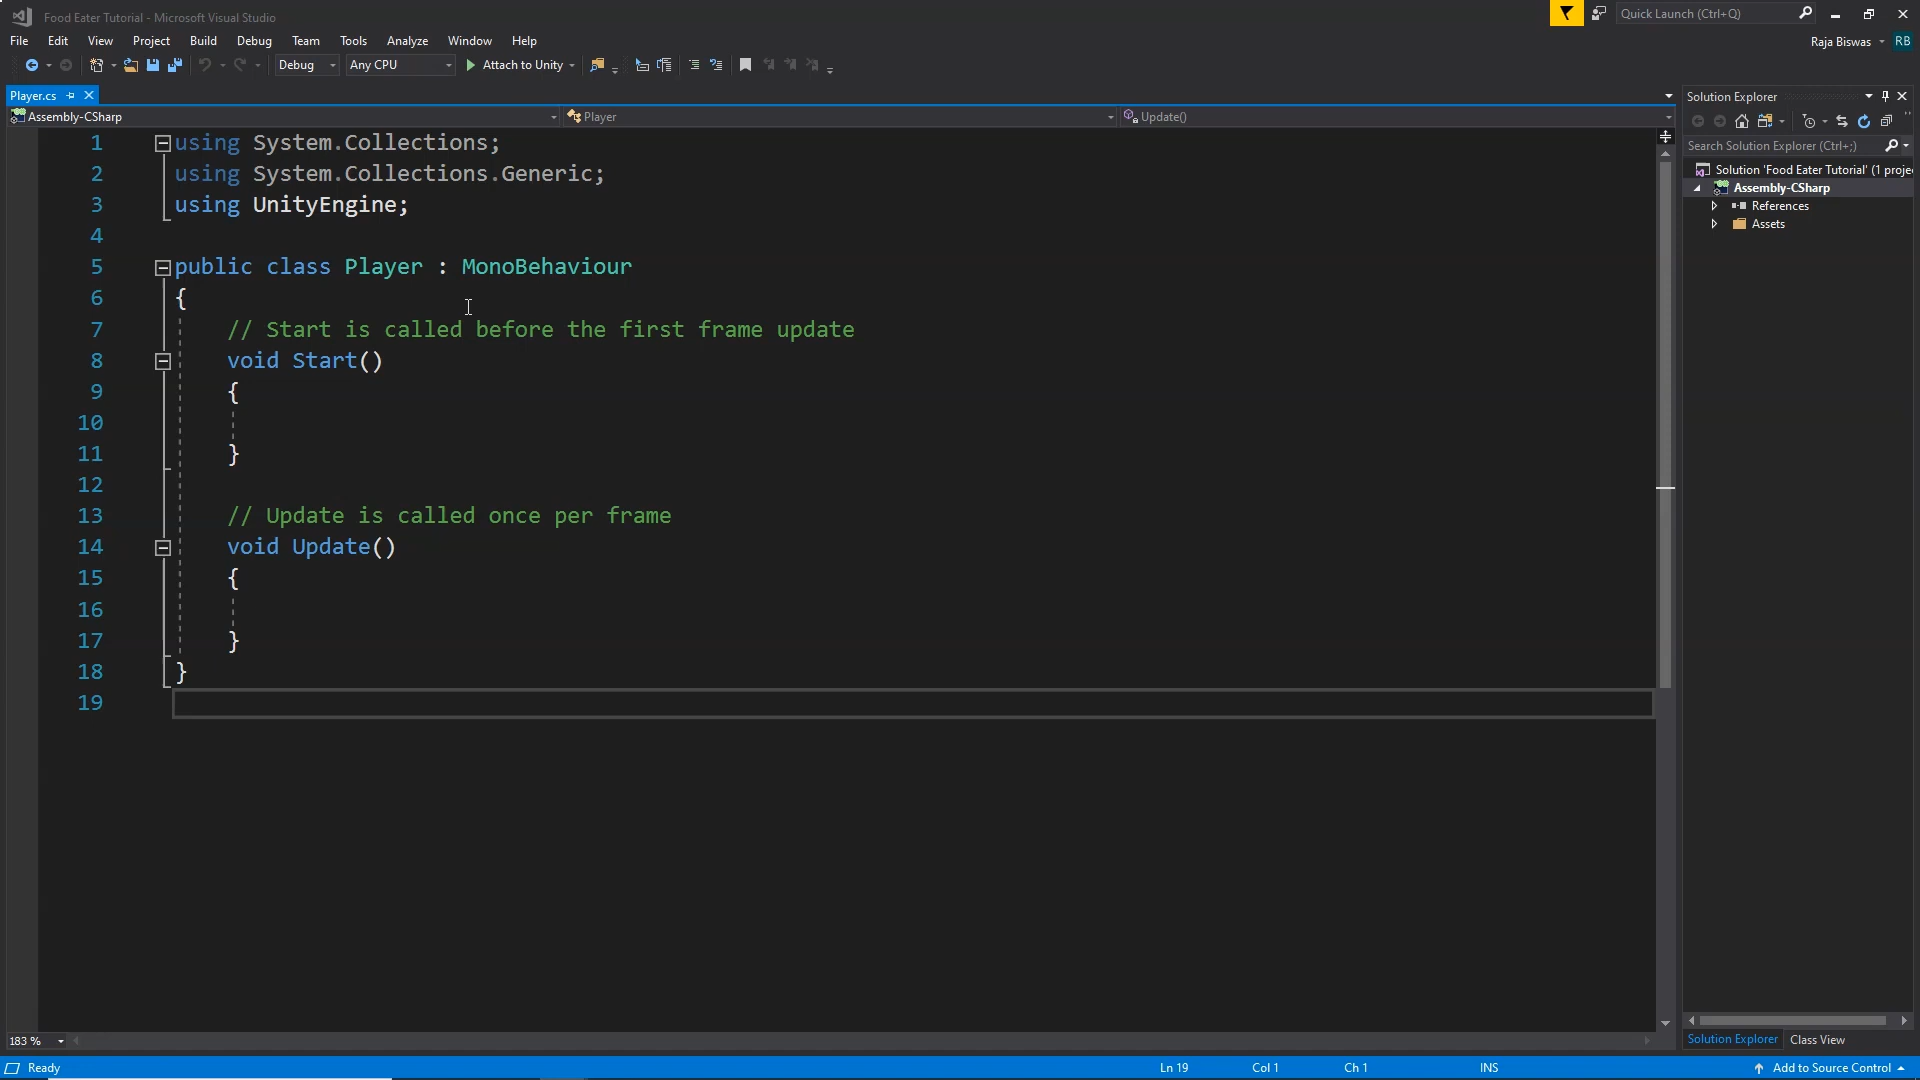 Food Eater Tutorial - Microsoft Visual Studio
Quick Launch (Ctrl+Q)
File Edit View Project Build Debug Team Tools Analyze Window Help
Raja Biswas RB
Debug Any CPU Attach to Unity
Player.cs
Solution Explorer
Assembly-CSharp Player Update()
Search Solution Explorer (Ctrl+;)
Solution 'Food Eater Tutorial' (1 proje
Assembly-CSharp
References
Assets
1 using System.Collections;
2 using System.Collections.Generic;
3 using UnityEngine;
4
5 public class Player : MonoBehaviour
6 {
7 // Start is called before the first frame update
8 void Start()
9 {
10
11 }
12
13 // Update is called once per frame
14 void Update()
15 {
16
17 }
18 }
19
183 %
Solution Explorer Class View
Ready Ln 19 Col 1 Ch 1 INS Add to Source Control